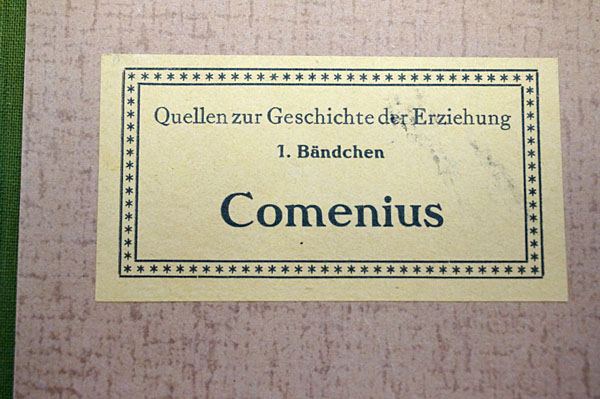 Quellen zur Geschichte der Erziehung
1. Bändchen
Comenius